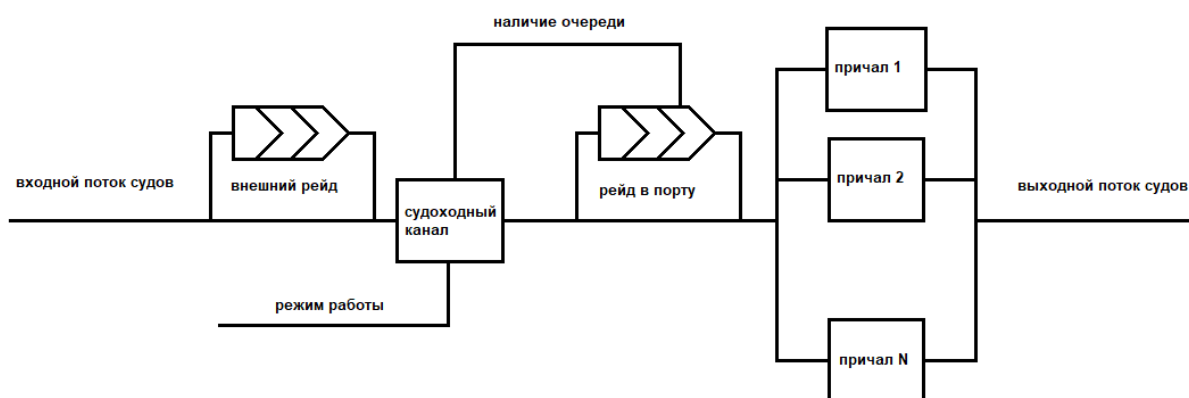 наличие очереди
причал 1
входной поток судов
внешний рейд
судоходный
канал
рейд в порту
причал 2
выходной поток судов
режим работы
причал N